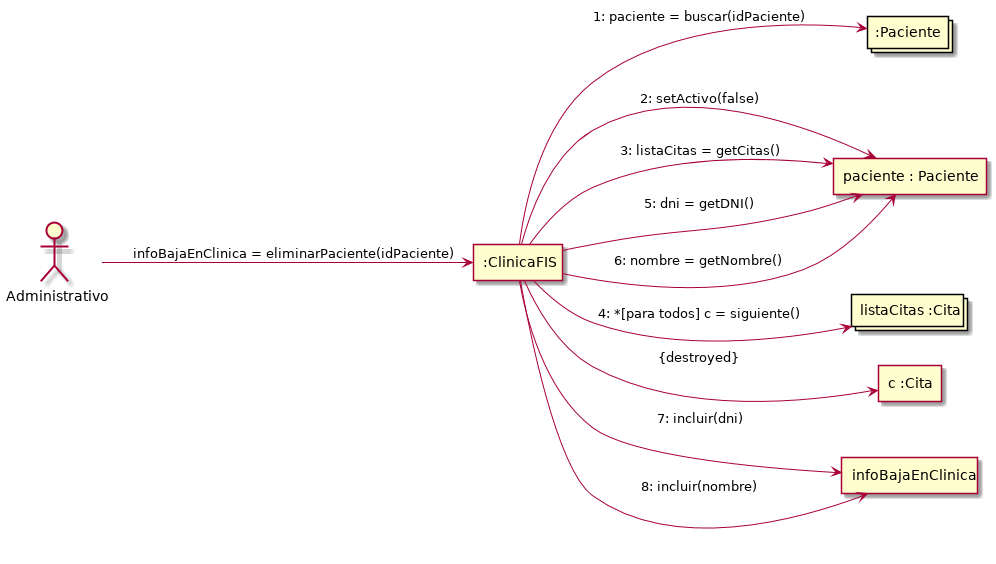 1: paciente = buscar(idPaciente)
:Paciente
2: setActivo(false)
3: listaCitas = getCitas()
paciente : Paciente
5: dni = getDNI()
infoBajaEnClinica = eliminarPaciente(idPaciente)
:ClinicaFIS
6: nombre = getNombre()
Administrativo
4: *[para todos] c = siguiente()
listaCitas :Cita
{destroyed}
c :Cita
7: incluir(dni)
infoBajaEnClinica
8: incluir(nombre)